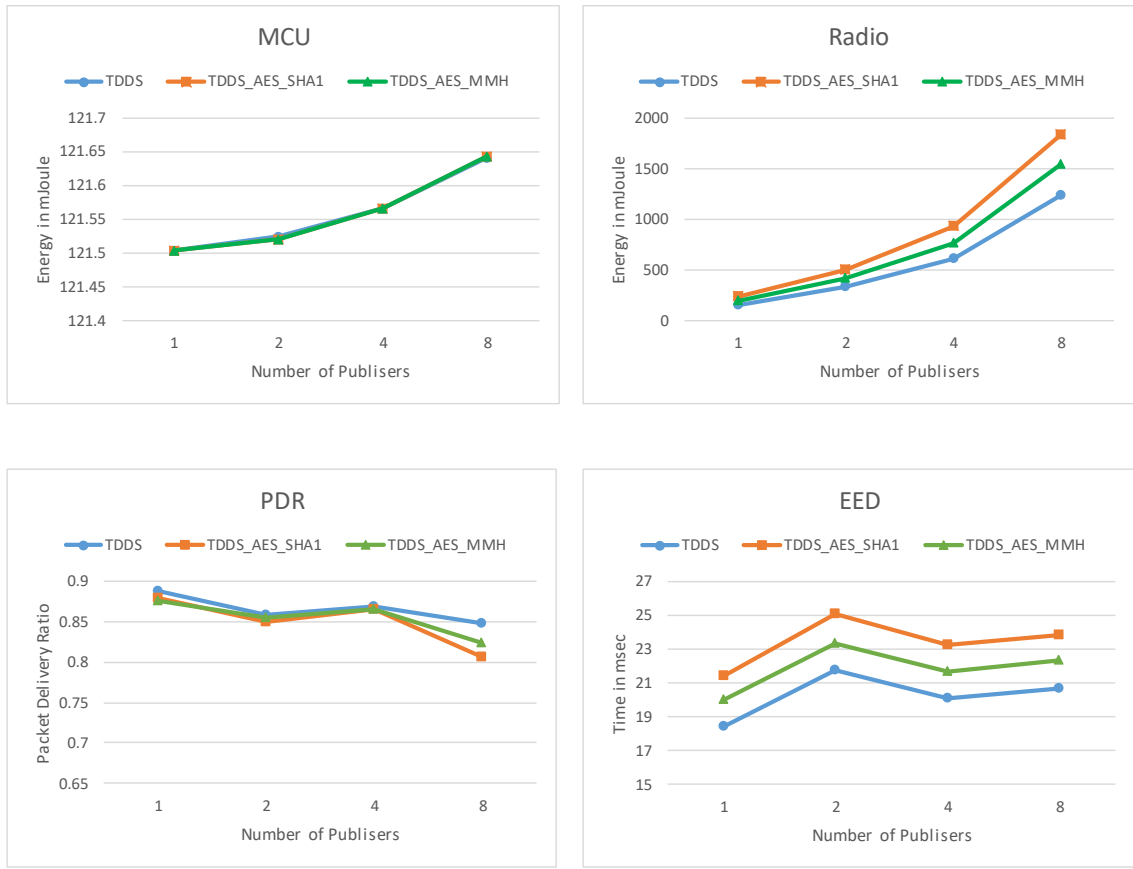 MCU
TDDS TDDS_AES_SHA1 TDDS_AES_MMH
121.7
121.65
121.6
121.55
121.5
121.45
121.4
Energy in mJoule
1 2 4 8
Number of Publisers
Radio
TDDS TDDS_AES_SHA1 TDDS_AES_MMH
2000
1500
1000
500
0
Energy in mJoule
1 2 4 8
Number of Publisers
PDR
TDDS TDDS_AES_SHA1 TDDS_AES_MMH
0.9
0.85
0.8
0.75
0.7
0.65
Packet Delivery Ratio
1 2 4 8
Number of Publisers
EED
TDDS TDDS_AES_SHA1 TDDS_AES_MMH
27
25
23
21
19
17
15
Time in msec
1 2 4 8
Number of Publisers